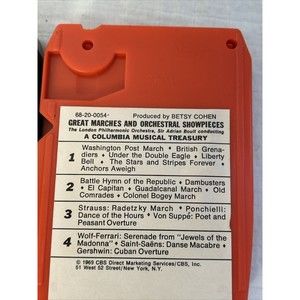 68-20-0054
Produced by BETSY COHEN
GREAT MARCHES AND ORCHESTRAL SHOWPIECES
The London Philharmonic Orchestra, Sir Adrian Boult conducting
A COLUMBIA MUSICAL TREASURY
1 Washington Post March • British Grena-
diers • Under the Double Eagle • Liberty
Bell • The Stars and Stripes Forever •
Anchors Aweigh
2 Battle Hymn of the Republic • Dambusters
• El Capitan • Guadalcanal March • Old
Comrades • Colonel Bogey March
3 Strauss: Radetzky March • Ponchielli:
Dance of the Hours • Von Suppé: Poet and
Peasant Overture
4 Wolf-Ferrari: Serenade from "Jewels of the
Madonna" • Saint-Saëns: Danse Macabre •
Gershwin: Cuban Overture
© 1969 CBS Direct Marketing Services/CBS, Inc.
51 West 52 Street/New York, N.Y.